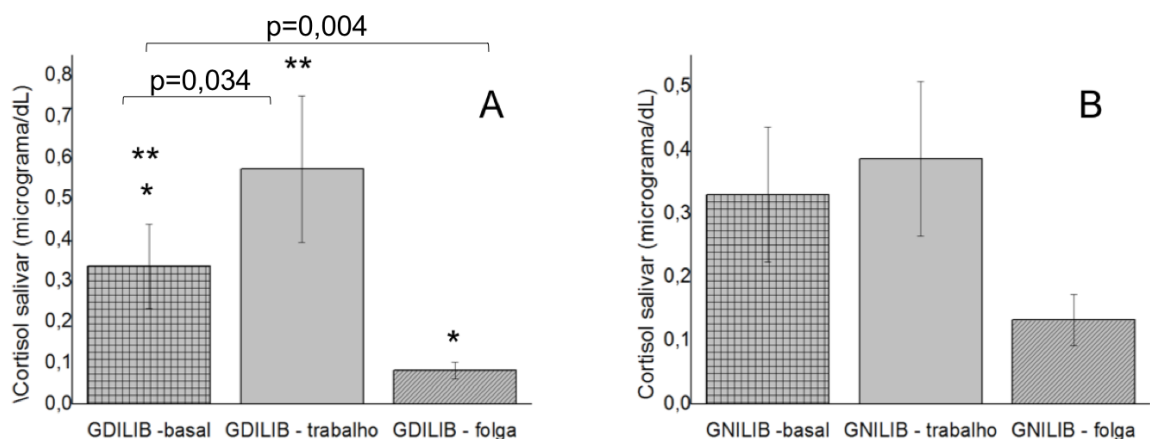 p=0,004
p=0,034
**
**
*
*
A
\Cortisol salivar (micrograma/dL)
0,8
0,7
0,6
0,5
0,4
0,3
0,2
0,1
0,0
GDILIB -basal GDILIB - trabalho GDILIB - folga
B
Cortisol salivar (micrograma/dL)
0,5
0,4
0,3
0,2
0,1
0,0
GNILIB -basal GNILIB - trabalho GNILIB - folga